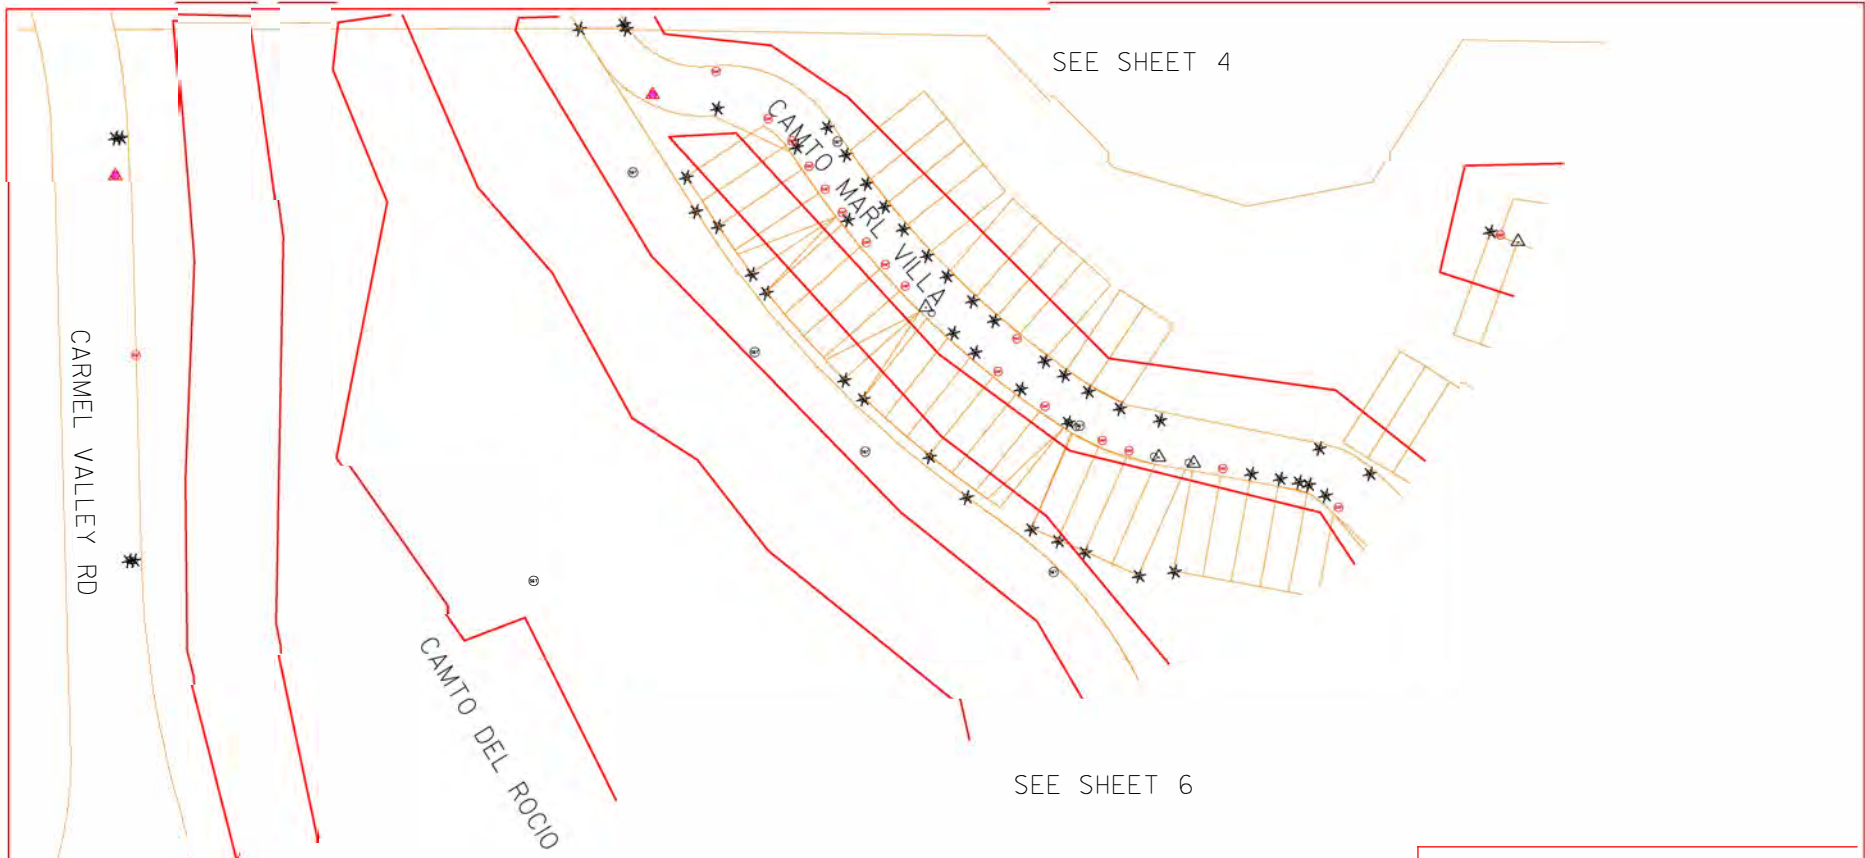 SEE SHEET 4
CAMTO MARL VILLA
CARMEL VALLEY RD
CAMTO DEL ROCIO
SEE SHEET 6